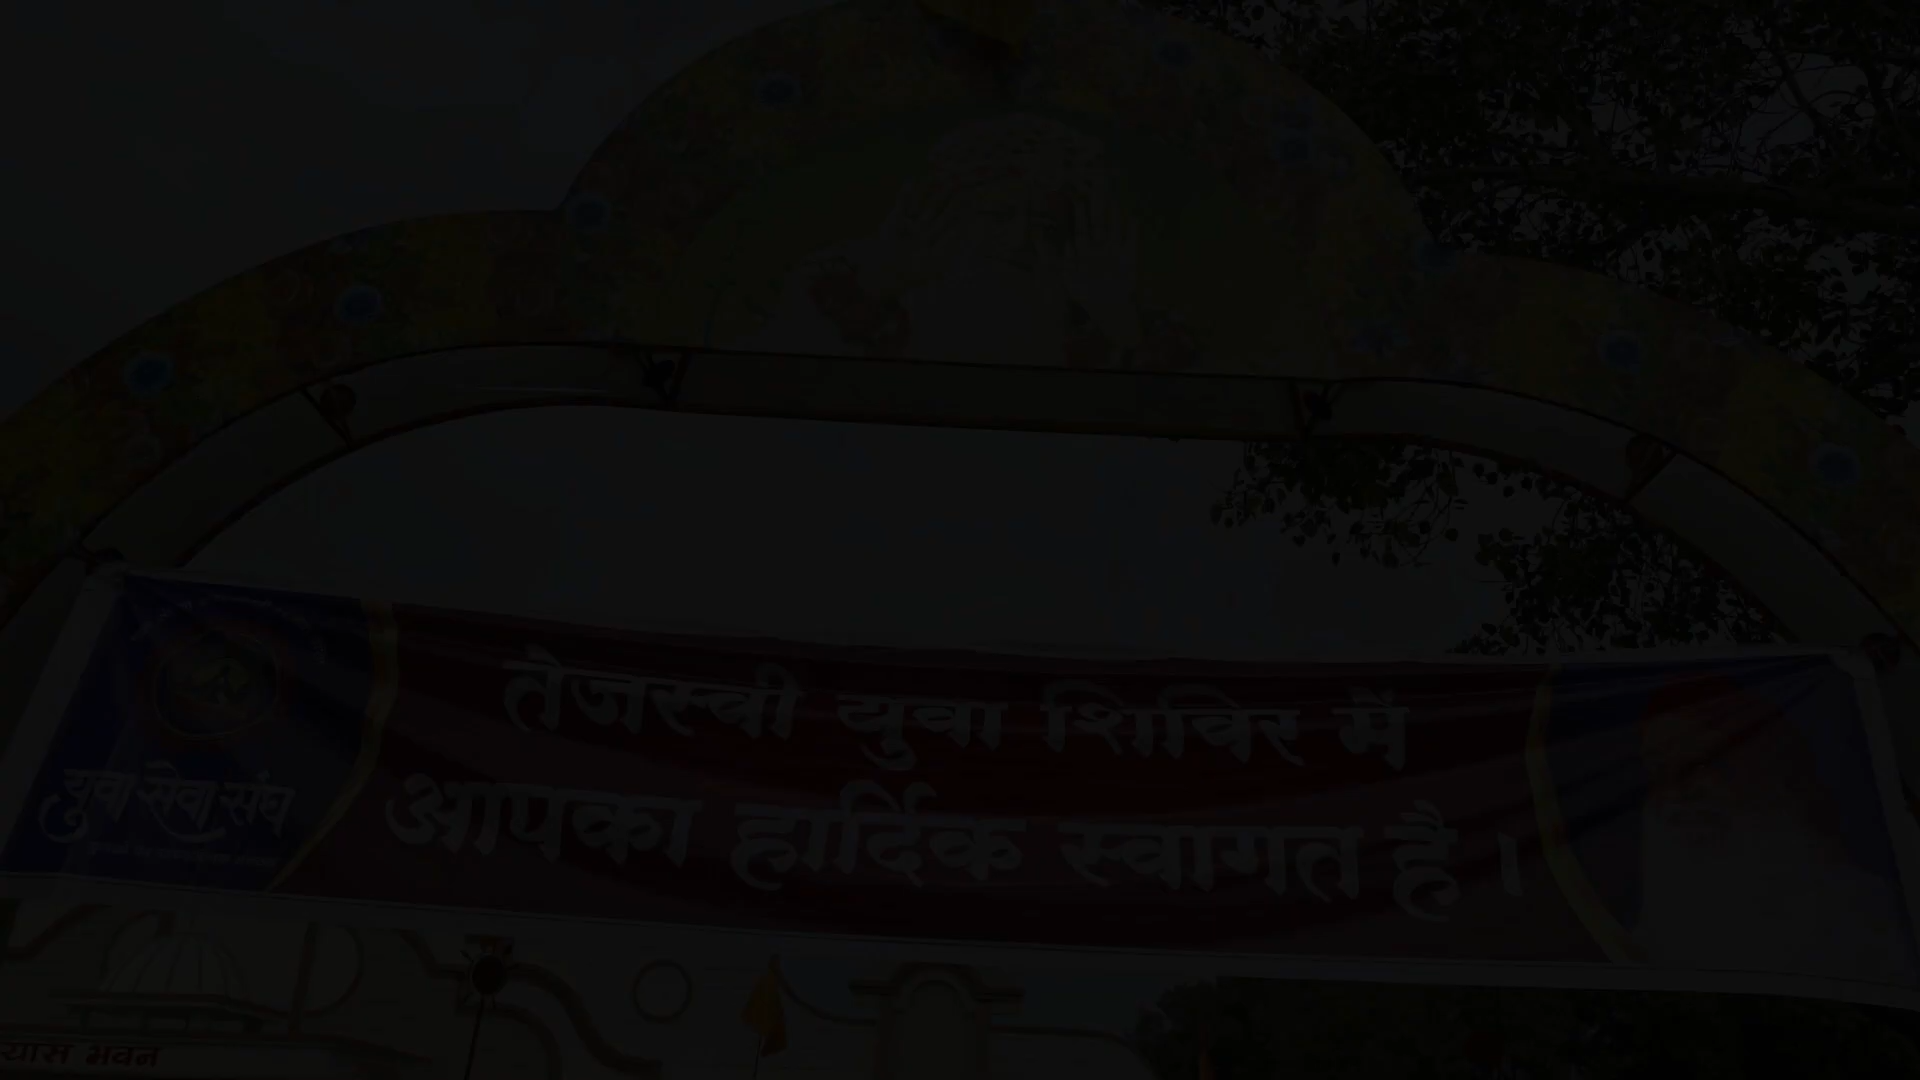 तेजस्वी युवा शिविर में
आपका हार्दिक स्वागत है।
युवा सेवा संघ
भवन